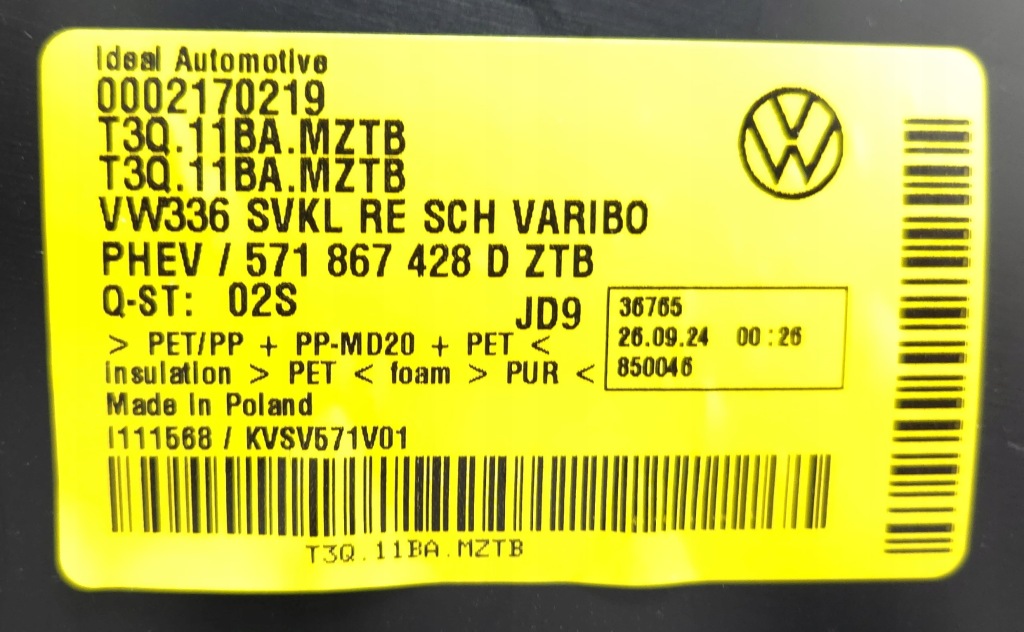 Ideal Automotive
0002170219
T3Q.11BA.MZTB
T3Q.11BA.MZTB
VW336 SVKL RE SCH VARIBO
PHEV / 571 867 428 D ZTB
Q-ST: 02S
JD9
36765
26.09.24 00:26
850046
> PET/PP + PP-MD20 + PET <
insulation > PET < foam > PUR <
Made in Poland
I111568 / KVSV571V01
T3Q.11BA.MZTB